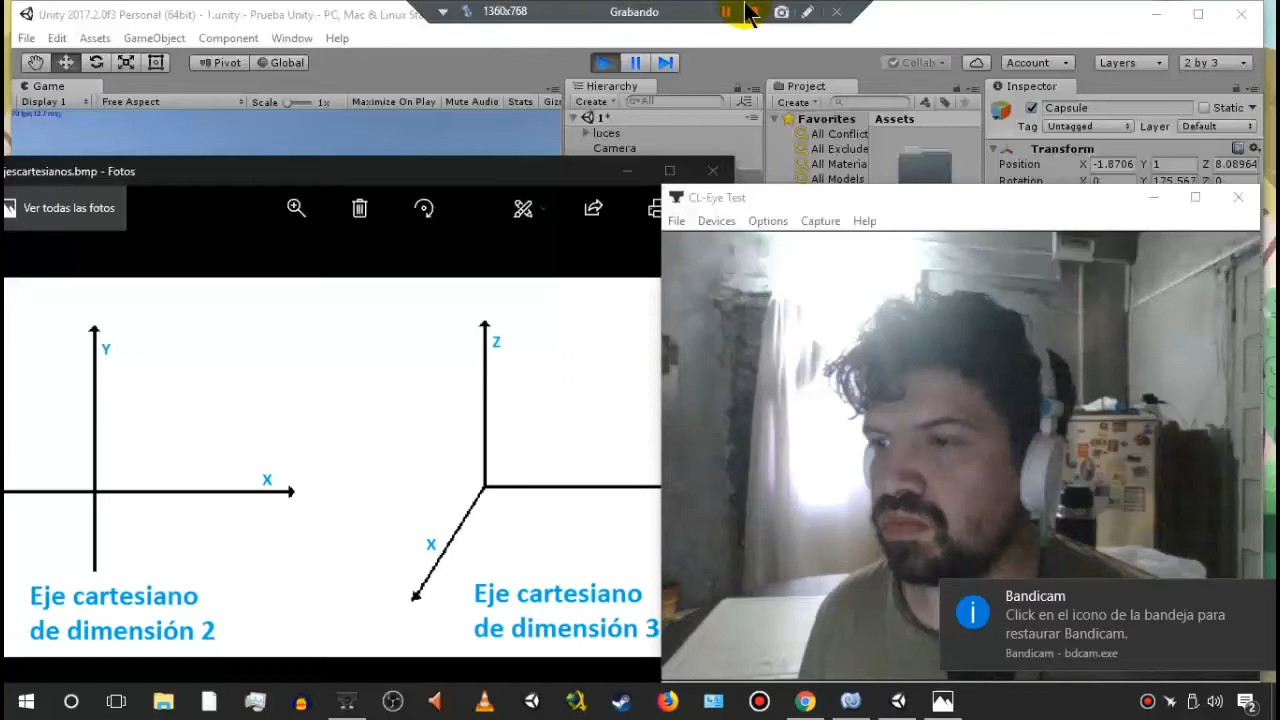 Unity 2017.2.0f3 Personal (64bit) - 1.unity - Prueba Unity - PC, Mac & Linux Sta
1360x768
Grabando
File Edit Assets GameObject Component Window Help
Pivot Global
Collab Account Layers 2 by 3
Game
Hierarchy
Project
Inspector
Display 1 Free Aspect Scale 1x Maximize On Play Mute Audio Stats Giz
Create All
Create
Capsule Static
1*
Favorites
Assets
Tag Untagged Layer Default
luces
All Conflict
Camera
All Exclude
Transform
All Materia
Position X -1.8706 Y 1 Z 8.08964
All Models
Rotation X 0 Y 175.567 Z 0
jescartesianos.bmp - Fotos
Ver todas las fotos
CL-Eye Test
File Devices Options Capture Help
Y
X
Z
X
Eje cartesiano
de dimensión 2
Eje cartesiano
de dimensión 3
Bandicam
Click en el icono de la bandeja para
restaurar Bandicam.
Bandicam - bdcam.exe
2